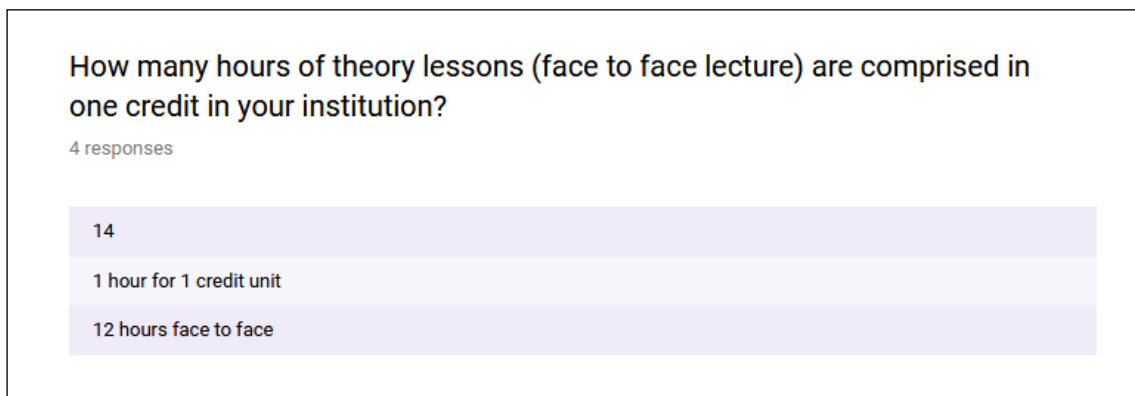 How many hours of theory lessons (face to face lecture) are comprised in
one credit in your institution?
4 responses
14
1 hour for 1 credit unit
12 hours face to face